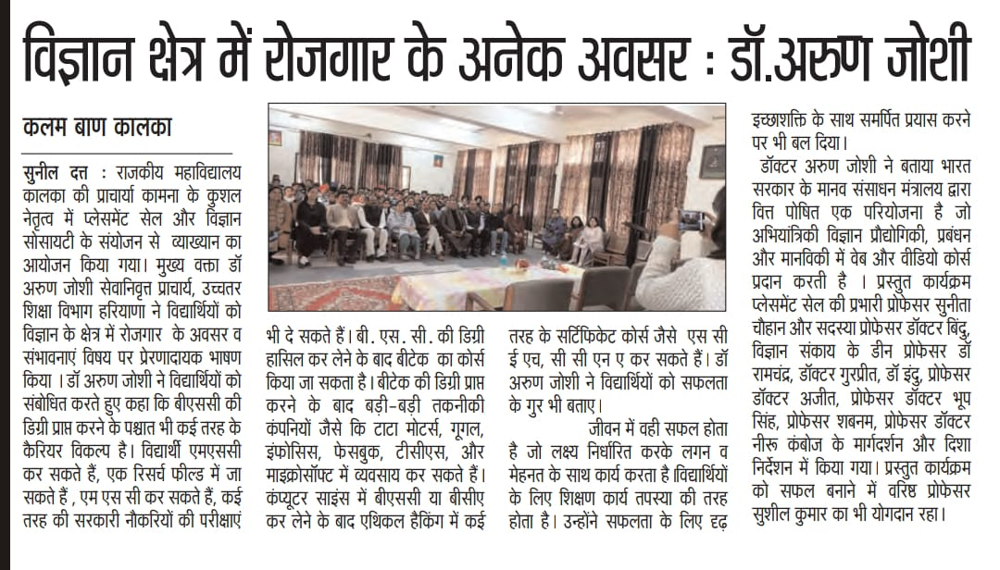 विज्ञान क्षेत्र में रोजगार के अनेक अवसर : डॉ.अरुण जोशी
कलम बाण कालका
सुनील दत्त : राजकीय महाविद्यालय
कालका की प्राचार्या कामना के कुशल
नेतृत्व में प्लेसमेंट सेल और विज्ञान
सोसायटी के संयोजन से व्याख्यान का
आयोजन किया गया। मुख्य वक्ता डॉ
अरुण जोशी सेवानिवृत्त प्राचार्य, उच्चतर
शिक्षा विभाग हरियाणा ने विद्यार्थियों को
विज्ञान के क्षेत्र में रोजगार के अवसर व
संभावनाएं विषय पर प्रेरणादायक भाषण
किया । डॉ अरुण जोशी ने विद्यार्थियों को
संबोधित करते हुए कहा कि बीएससी की
डिग्री प्राप्त करने के पश्चात भी कई तरह के
कैरियर विकल्प है। विद्यार्थी एमएससी
कर सकते हैं, एक रिसर्च फील्ड में जा
सकते हैं , एम एस सी कर सकते हैं, कई
तरह की सरकारी नौकरियों की परीक्षाएं
भी दे सकते हैं। बी. एस. सी. की डिग्री
हासिल कर लेने के बाद बीटेक का कोर्स
किया जा सकता है। बीटेक की डिग्री प्राप्त
करने के बाद बड़ी-बड़ी तकनीकी
कंपनियों जैसे कि टाटा मोटर्स, गूगल,
इंफोसिस, फेसबुक, टीसीएस, और
माइक्रोसॉफ्ट में व्यवसाय कर सकते हैं।
कंप्यूटर साइंस में बीएससी या बीसीए
कर लेने के बाद एथिकल हैकिंग में कई
तरह के सर्टिफिकेट कोर्स जैसे एस सी
ई एच, सी सी एन ए कर सकते हैं। डॉ
अरुण जोशी ने विद्यार्थियों को सफलता
के गुर भी बताए।
जीवन में वही सफल होता
है जो लक्ष्य निर्धारित करके लगन व
मेहनत के साथ कार्य करता है।विद्यार्थियों
के लिए शिक्षण कार्य तपस्या की तरह
होता है। उन्होंने सफलता के लिए दृढ़
इच्छाशक्ति के साथ समर्पित प्रयास करने
पर भी बल दिया।
डॉक्टर अरुण जोशी ने बताया भारत
सरकार के मानव संसाधन मंत्रालय द्वारा
वित्त पोषित एक परियोजना है जो
अभियांत्रिकी विज्ञान प्रौद्योगिकी, प्रबंधन
और मानविकी में वेब और वीडियो कोर्स
प्रदान करती है । प्रस्तुत कार्यक्रम
प्लेसमेंट सेल की प्रभारी प्रोफेसर सुनीता
चौहान और सदस्या प्रोफेसर डॉक्टर बिंदु,
विज्ञान संकाय के डीन प्रोफेसर डॉ
रामचंद्र, डॉक्टर गुरप्रीत, डॉ इंदु, प्रोफेसर
डॉक्टर अजीत, प्रोफेसर डॉक्टर भूप
सिंह, प्रोफेसर शबनम, प्रोफेसर डॉक्टर
नीरू कंबोज के मार्गदर्शन और दिशा
निर्देशन में किया गया। प्रस्तुत कार्यक्रम
को सफल बनाने में वरिष्ठ प्रोफेसर
सुशील कुमार का भी योगदान रहा।